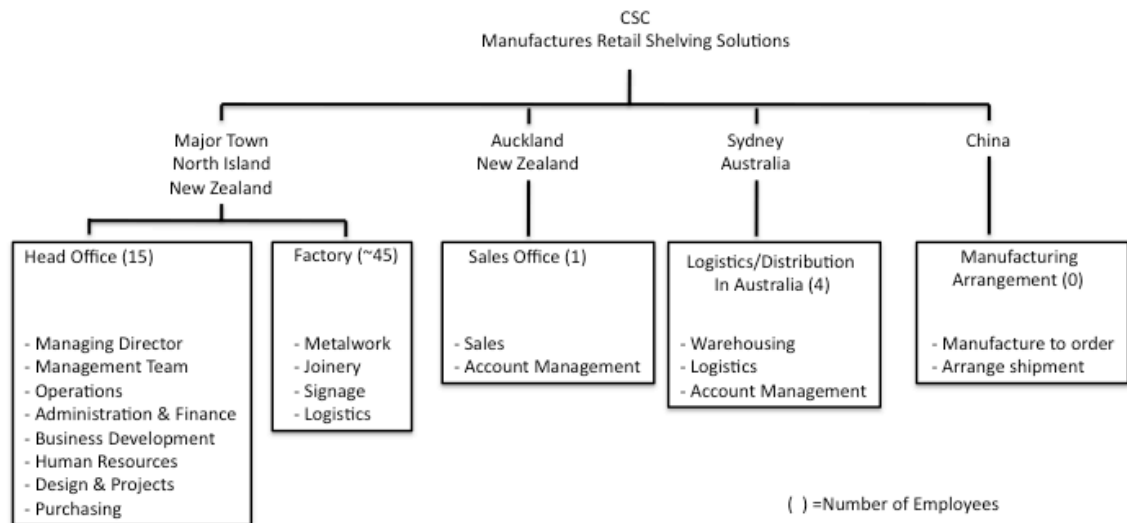 CSC
Manufactures Retail Shelving Solutions
Major Town
North Island
New Zealand
Auckland
New Zealand
Sydney
Australia
China
Head Office (15)
- Managing Director
- Management Team
- Operations
- Administration & Finance
- Business Development
- Human Resources
- Design & Projects
- Purchasing
Factory (~45)
- Metalwork
- Joinery
- Signage
- Logistics
Sales Office (1)
- Sales
- Account Management
Logistics/Distribution
In Australia (4)
- Warehousing
- Logistics
- Account Management
Manufacturing
Arrangement (0)
- Manufacture to order
- Arrange shipment
( ) =Number of Employees